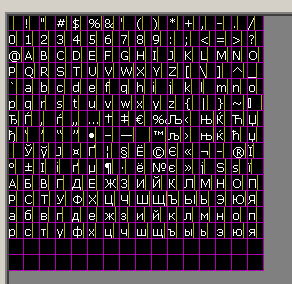 ! " # $ % & ' ( ) * + , - . /
0 1 2 3 4 5 6 7 8 9 : ; < = > ?
@ A B C D E F G H I J K L M N O
P Q R S T U V W X Y Z [ \ ] ^ _
` a b c d e f g h i j k l m n o
p q r s t u v w x y z { | } ~
Ђ Ѓ ‚ ѓ „ … † ‡ € ‰ Љ ‹ Њ Ќ Ћ Џ
ђ ‘ ’ “ ” • – — ™ љ › њ ќ ћ џ
Ў ў Ј ¤ Ґ ¦ § Ё © Є « ¬ - ® Ї
° ± І і ґ µ ¶ · ё № є » ј Ѕ ѕ ї
А Б В Г Д Е Ж З И Й К Л М Н О П
Р С Т У Ф Х Ц Ч Ш Щ Ъ Ы Ь Э Ю Я
а б в г д е ж з и й к л м н о п
р с т у ф х ц ч ш щ ъ ы ь э ю я